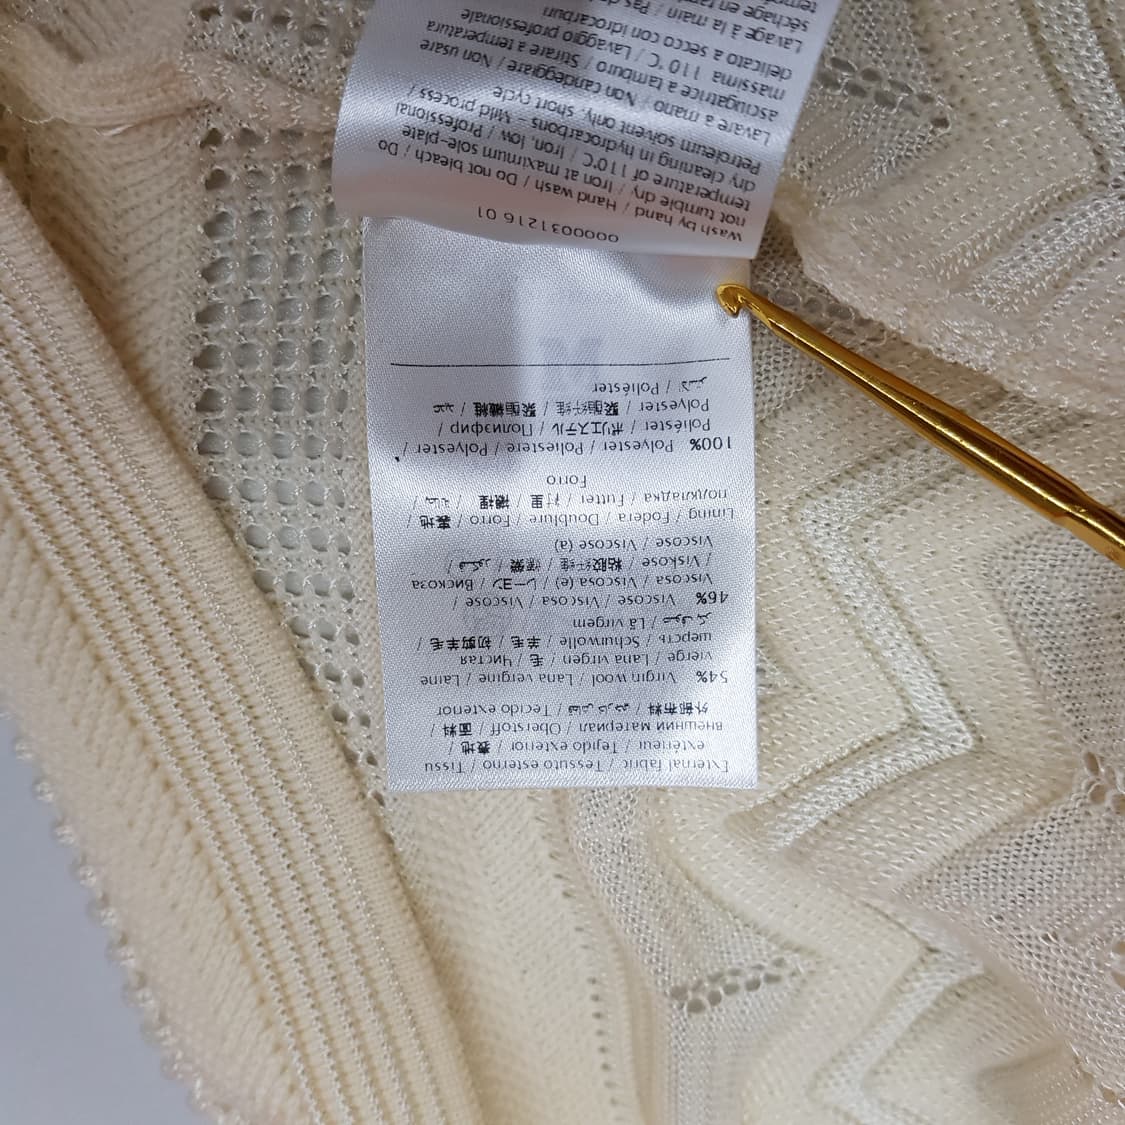 External fabric / Tessuto esterno / Tissu
extérieur / Tejido exterior / 表地 /
внешний материал / Oberstoff / 面料 /
外部布料 / / Tecido exterior
54% Virgin wool / Lana vergine / Laine
vierge / Lana virgen / 毛 / Чистая
шерсть / Schurwolle / 羊毛 / 初剪羊毛 /
صوف بكر / Lã virgem
46% Viscose / Viscosa / Viscose /
Viscosa / Viscosa (e) / レーヨン / Вискоза
/ Viskose / 粘胶纤维 / 嫘縈 / فسكوز /
Viscose / Viscose (a)
Lining / Fodera / Doublure / Forro / 裏地 /
подкладка / Futter / 衬里 / 襯裡 / بطانة /
Forro
100% Polyester / Poliestere / Polyester /
Poliéster / ポリエステル / Полиэфир /
Polyester / 聚酯纤维 / 聚酯纖維 /
/ Poliéster
M
0000031216 01
Wash by hand / Hand wash / Do not bleach / Do
not tumble dry / Iron at maximum sole-plate
temperature of 110°C / Iron, low / Professional
dry cleaning in hydrocarbons - Mild process /
Petroleum solvent only, short cycle
Lavare a mano / Non candeggiare / Non usare
asciugatrice a tamburo / Stirare a temperatura
massima 110°C / Lavaggio professionale
delicato a secco con idrocarburi
Lavage à la main / Pas de
séchage en